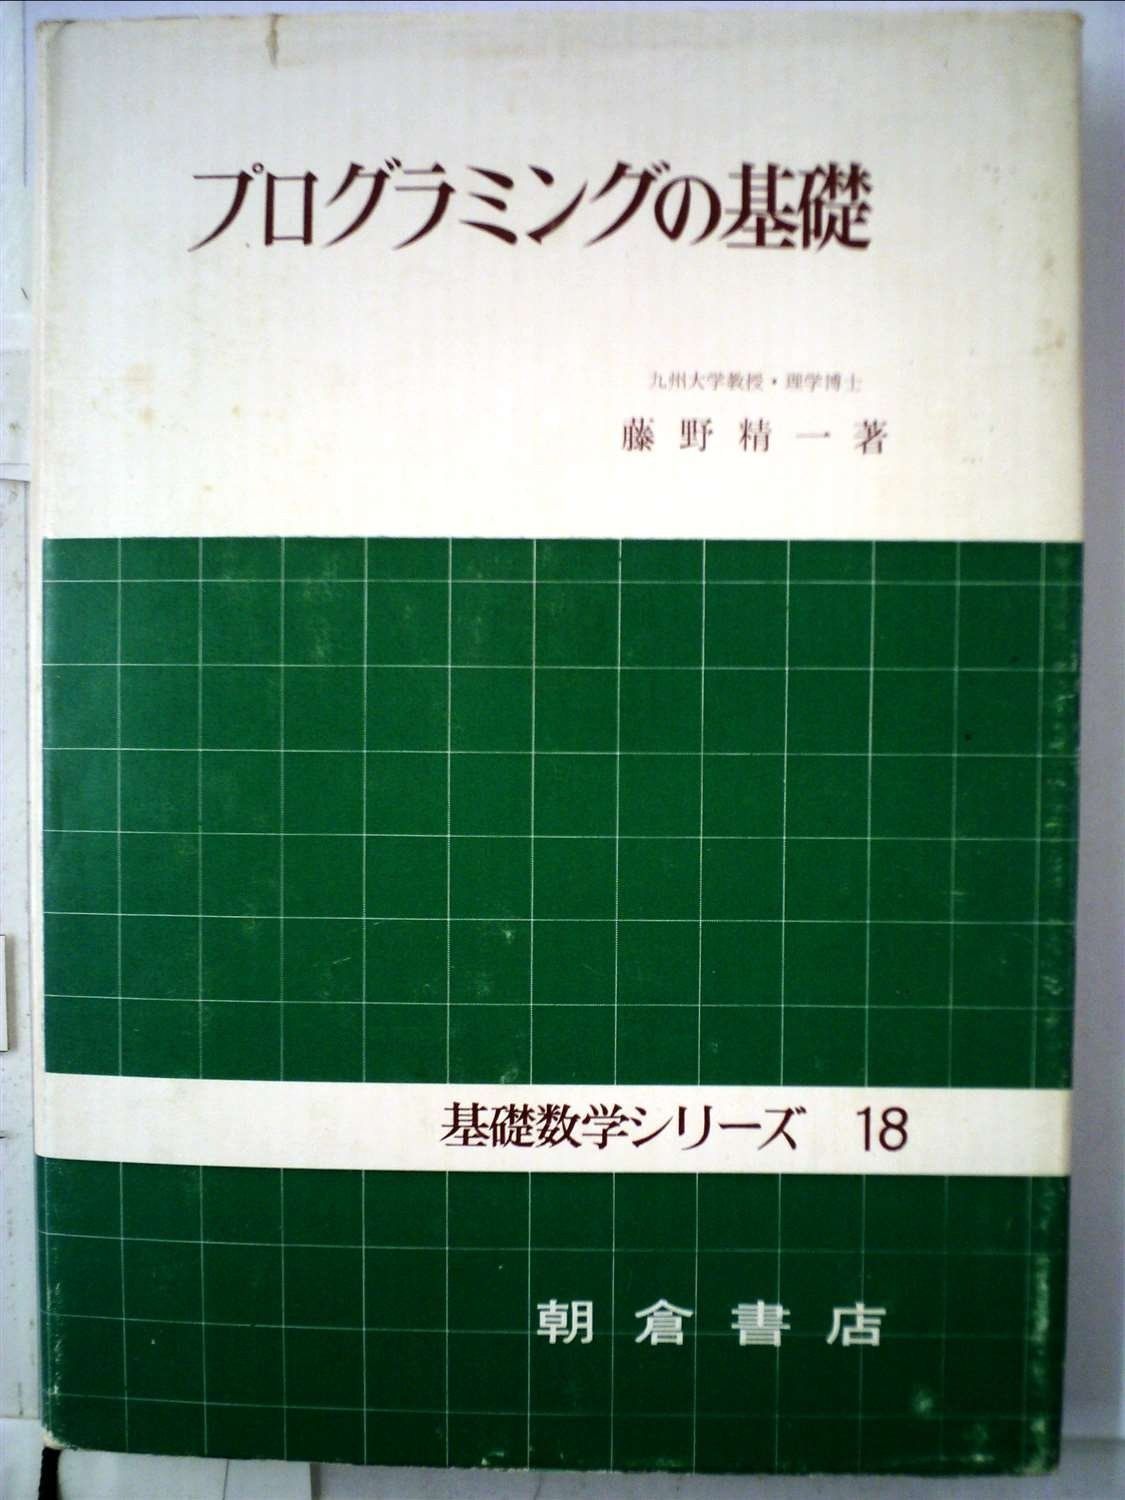 プログラミングの基礎
九州大学教授・理学博士
藤野精一著
基礎数学シリーズ 18
朝倉書店